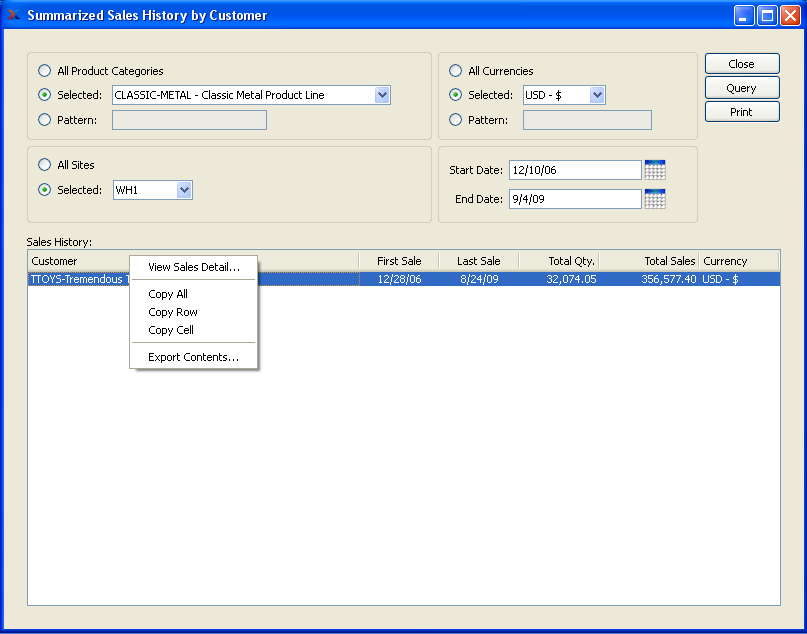 Summarized Sales History by Customer
All Product Categories
Selected: CLASSIC-METAL - Classic Metal Product Line
Pattern:
All Currencies
Selected: USD - $
Pattern:
Close
Query
Print
All Sites
Selected: WH1
Start Date: 12/10/06
End Date: 9/4/09
Sales History:
Customer First Sale Last Sale Total Qty. Total Sales Currency
TTOYS-Tremendous 12/28/06 8/24/09 32,074.05 356,577.40 USD - $
View Sales Detail...
Copy All
Copy Row
Copy Cell
Export Contents...